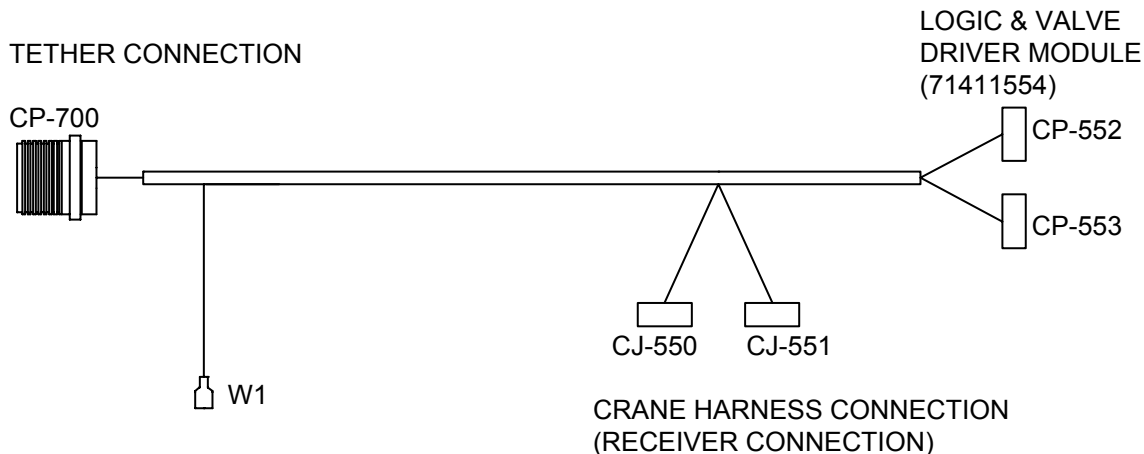 TETHER CONNECTION
CP-700
LOGIC & VALVE
DRIVER MODULE
(71411554)
CP-552
CP-553
CJ-550
CJ-551
W1
CRANE HARNESS CONNECTION
(RECEIVER CONNECTION)